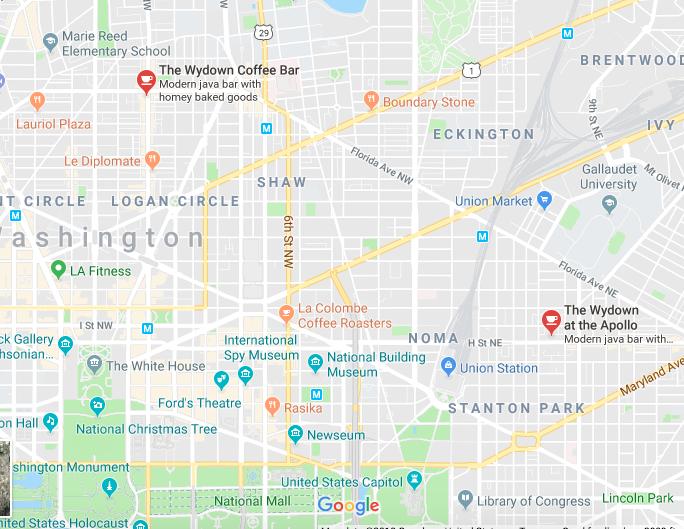 29
Marie Reed
Elementary School
1
BRENTWOOD
The Wydown Coffee Bar
Modern java bar with
homey baked goods
Lauriol Plaza
M
Boundary Stone
9th St NE
IVY
ECKINGTON
Le Diplomate
Florida Ave NW
Mt Olivet
Gallaudet
University
SHAW
NT CIRCLE
LOGAN CIRCLE
Union Market
M
M
M
Washington
6th St NW
Florida Ave NE
LA Fitness
La Colombe
Coffee Roasters
The Wydown
at the Apollo
Modern java bar with...
I St NW
M
NOMA
H St NE
ck Gallery
hsonian...
International
Spy Museum
National Building
Museum
The White House
Union Station
Maryland Ave
M
Ford's Theatre
Rasika
STANTON PARK
on Hall
National Christmas Tree
Newseum
shington Monument
United States Capitol
National Mall
Google
Library of Congress
Lincoln Park
United States Holocaust